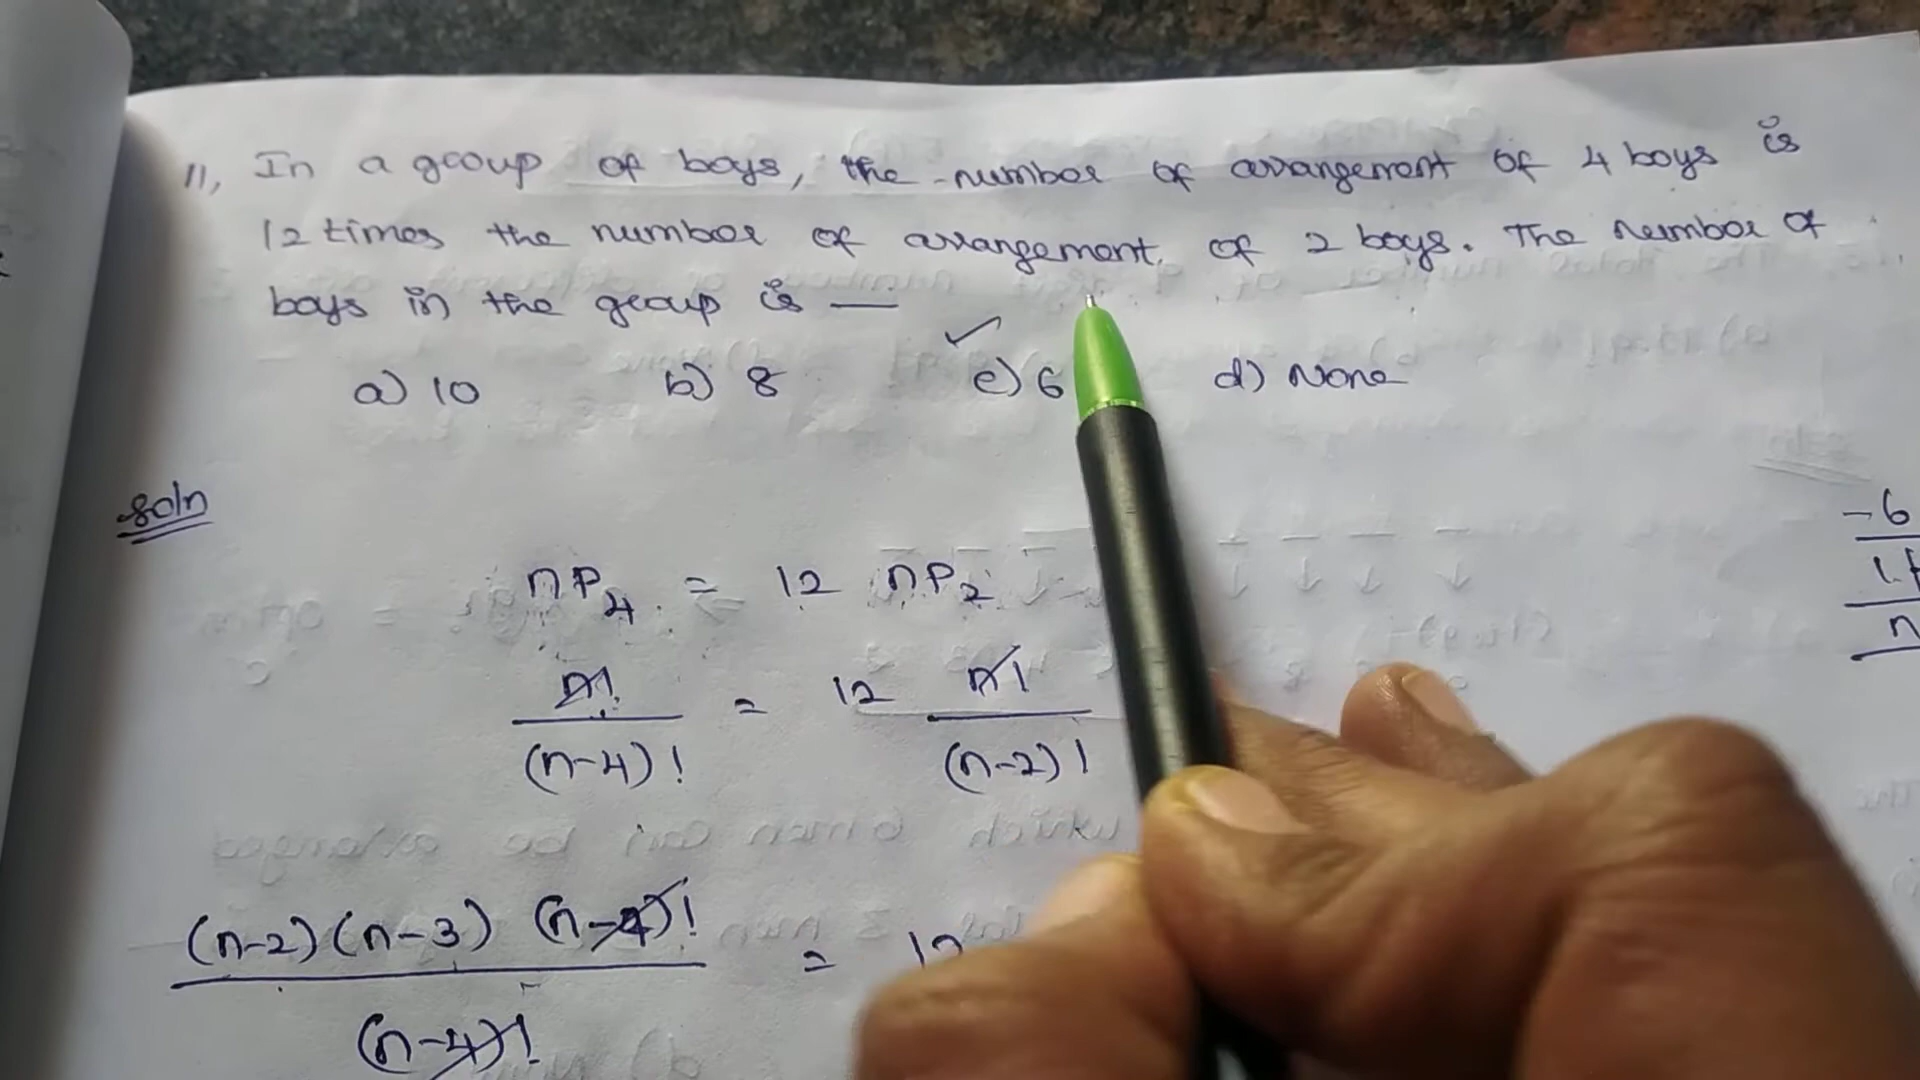 11, In a group of boys, the number of arrangement of 4 boys is
12 times the number of arrangement of 2 boys. The number of
boys in the group is —
a) 10 b) 8 c) 6 d) None
soln
nP4 = 12 nP2
n! / (n-4)! = 12 n! / (n-2)!
(n-2)(n-3) (n-4)! / (n-4)! = 12
-6
n